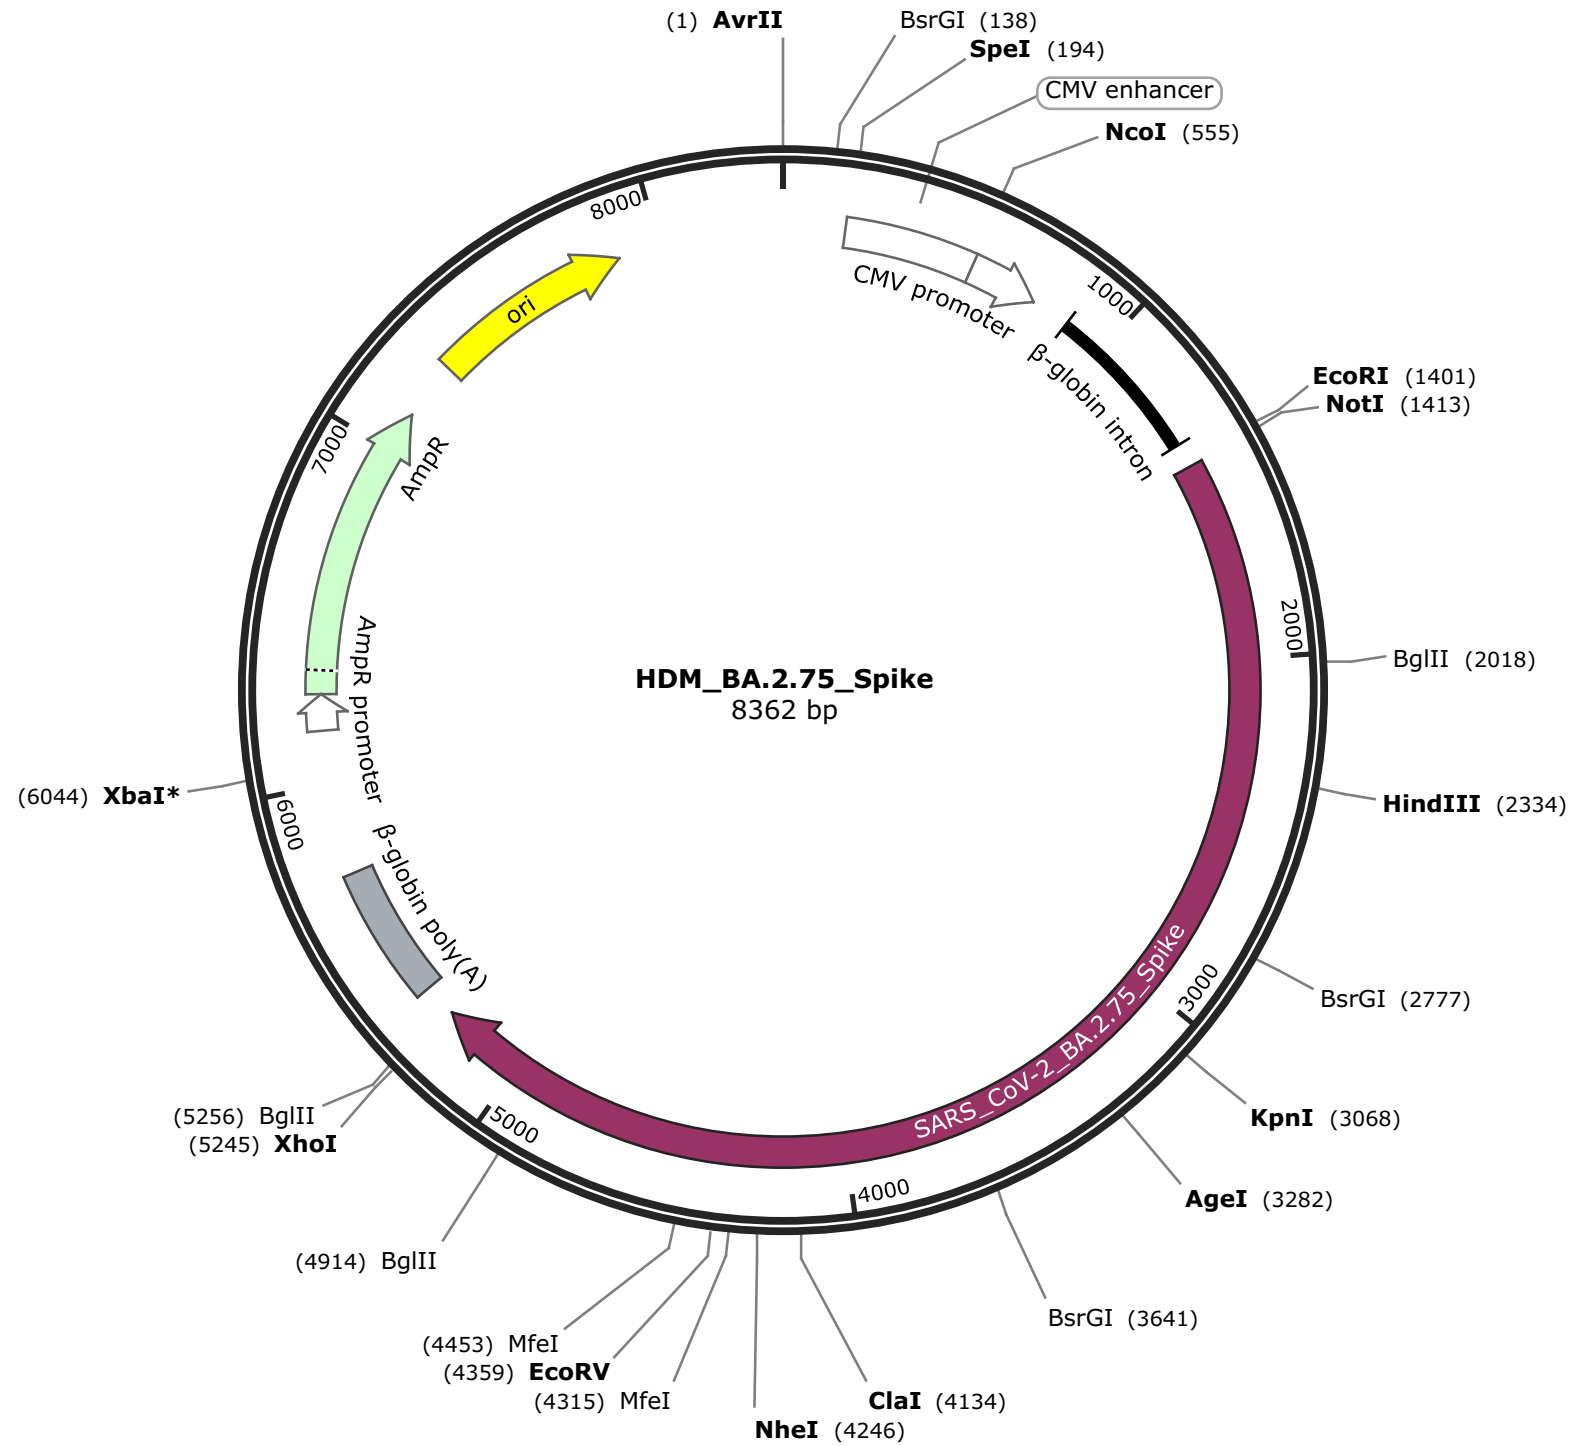 (1) AvrII
BsrGI (138)
SpeI (194)
CMV enhancer
NcoI (555)
8000
1000
ori
CMV promoter
β-globin intron
EcoRI (1401)
NotI (1413)
7000
AmpR
2000
BglII (2018)
AmpR promoter
HDM_BA.2.75_Spike
8362 bp
(6044) XbaI*
6000
HindIII (2334)
β-globin poly(A)
SARS_CoV-2_BA.2.75_Spike
3000
BsrGI (2777)
KpnI (3068)
(5256) BglII
(5245) XhoI
5000
4000
AgeI (3282)
(4914) BglII
BsrGI (3641)
(4453) MfeI
(4359) EcoRV
(4315) MfeI
ClaI (4134)
NheI (4246)